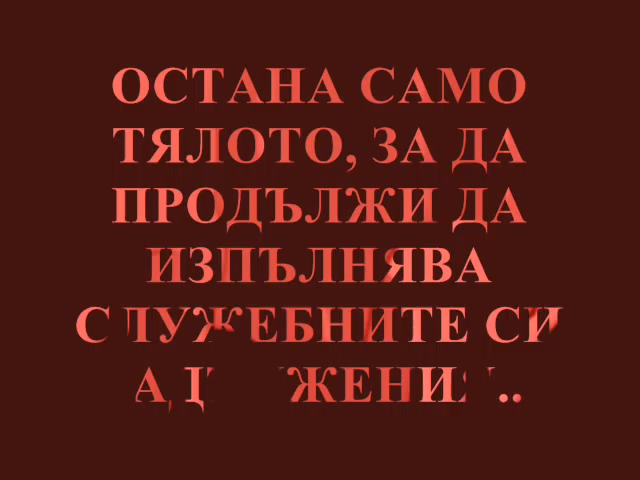 ОСТАНА САМО
ТЯЛОТО, ЗА ДА
ПРОДЪЛЖИ ДА
ИЗПЪЛНЯВА
СЛУЖЕБНИТЕ СИ